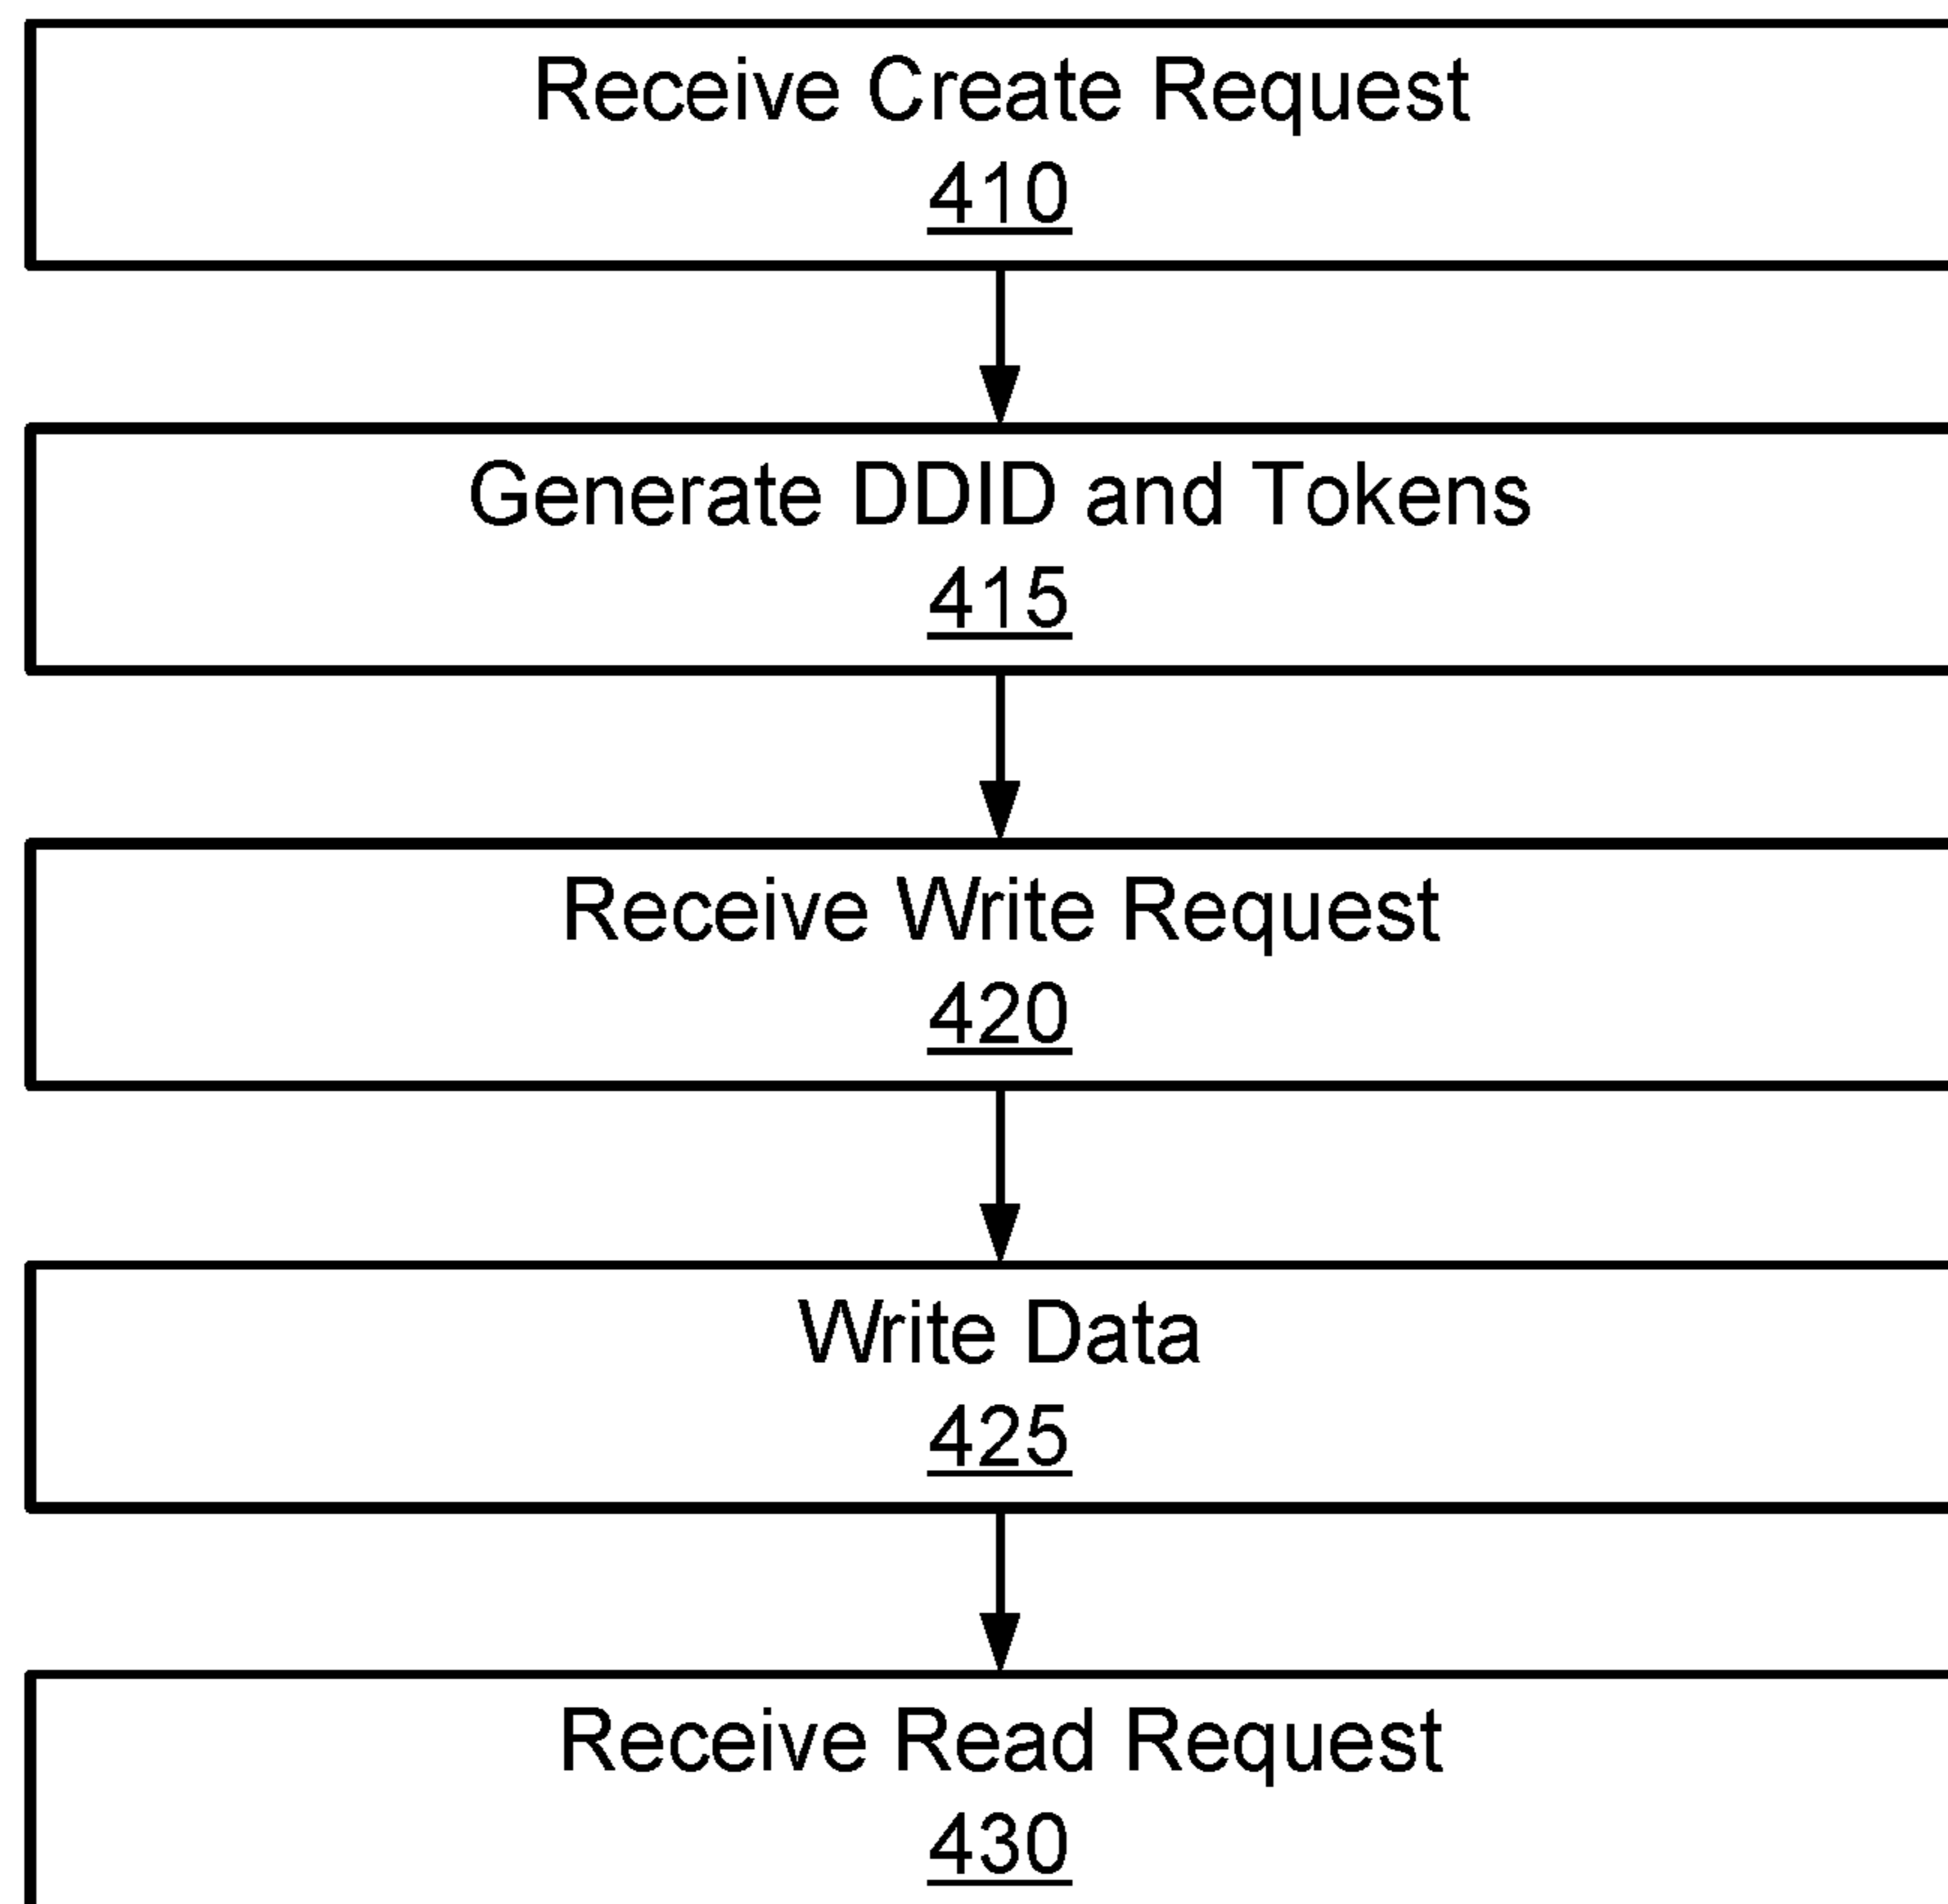 Receive Create Request
410
Generate DDID and Tokens
415
Receive Write Request
420
Write Data
425
Receive Read Request
430